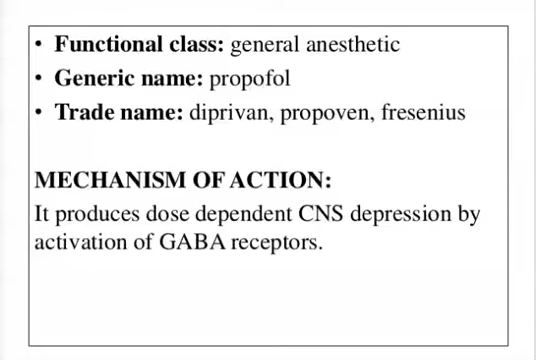 • Functional class: general anesthetic
• Generic name: propofol
• Trade name: diprivan, propoven, fresenius
MECHANISM OF ACTION:
It produces dose dependent CNS depression by
activation of GABA receptors.